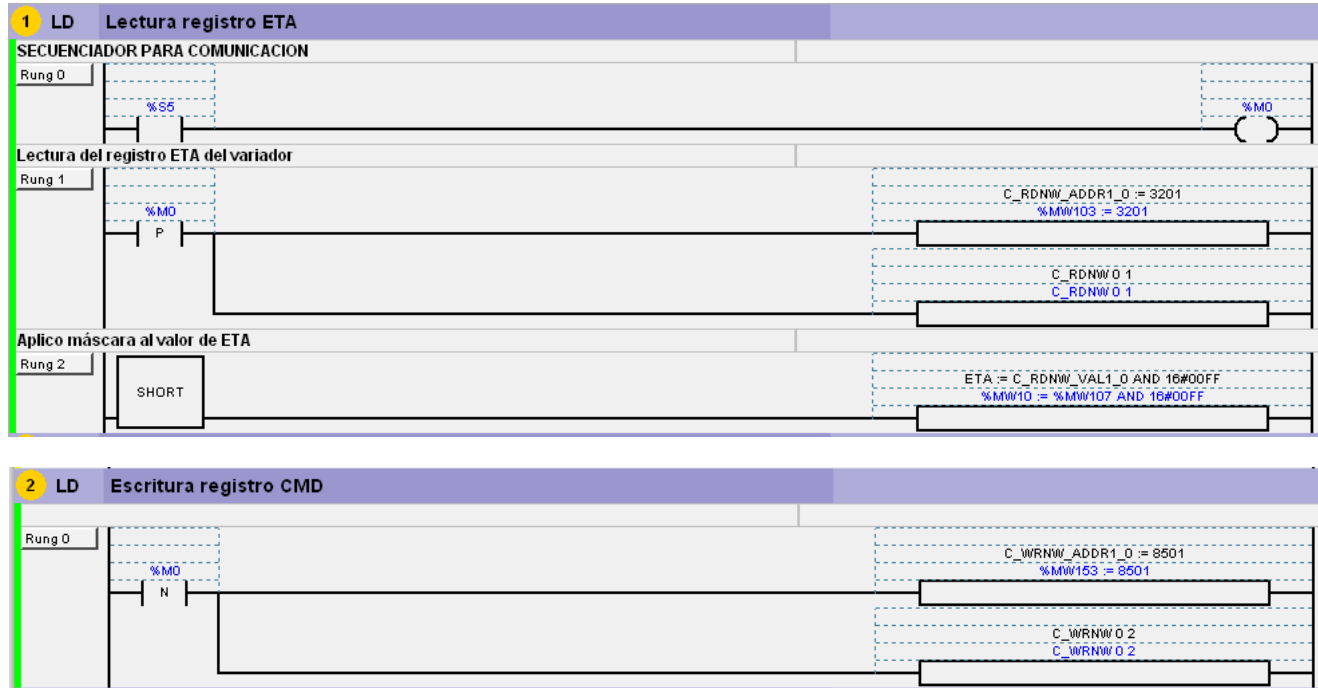 1 LD Lectura registro ETA
SECUENCIADOR PARA COMUNICACION
Rung 0
%S5
%M0
Lectura del registro ETA del variador
Rung 1
%M0
P
C_RDNW_ADDR1_0 := 3201
%MW103 := 3201
C_RDNW 0 1
C_RDNW 0 1
Aplico máscara al valor de ETA
Rung 2
SHORT
ETA := C_RDNW_VAL1_0 AND 16#00FF
%MW10 := %MW107 AND 16#00FF
2 LD Escritura registro CMD
Rung 0
%M0
N
C_WRNW_ADDR1_0 := 8501
%MW153 := 8501
C_WRNW 0 2
C_WRNW 0 2